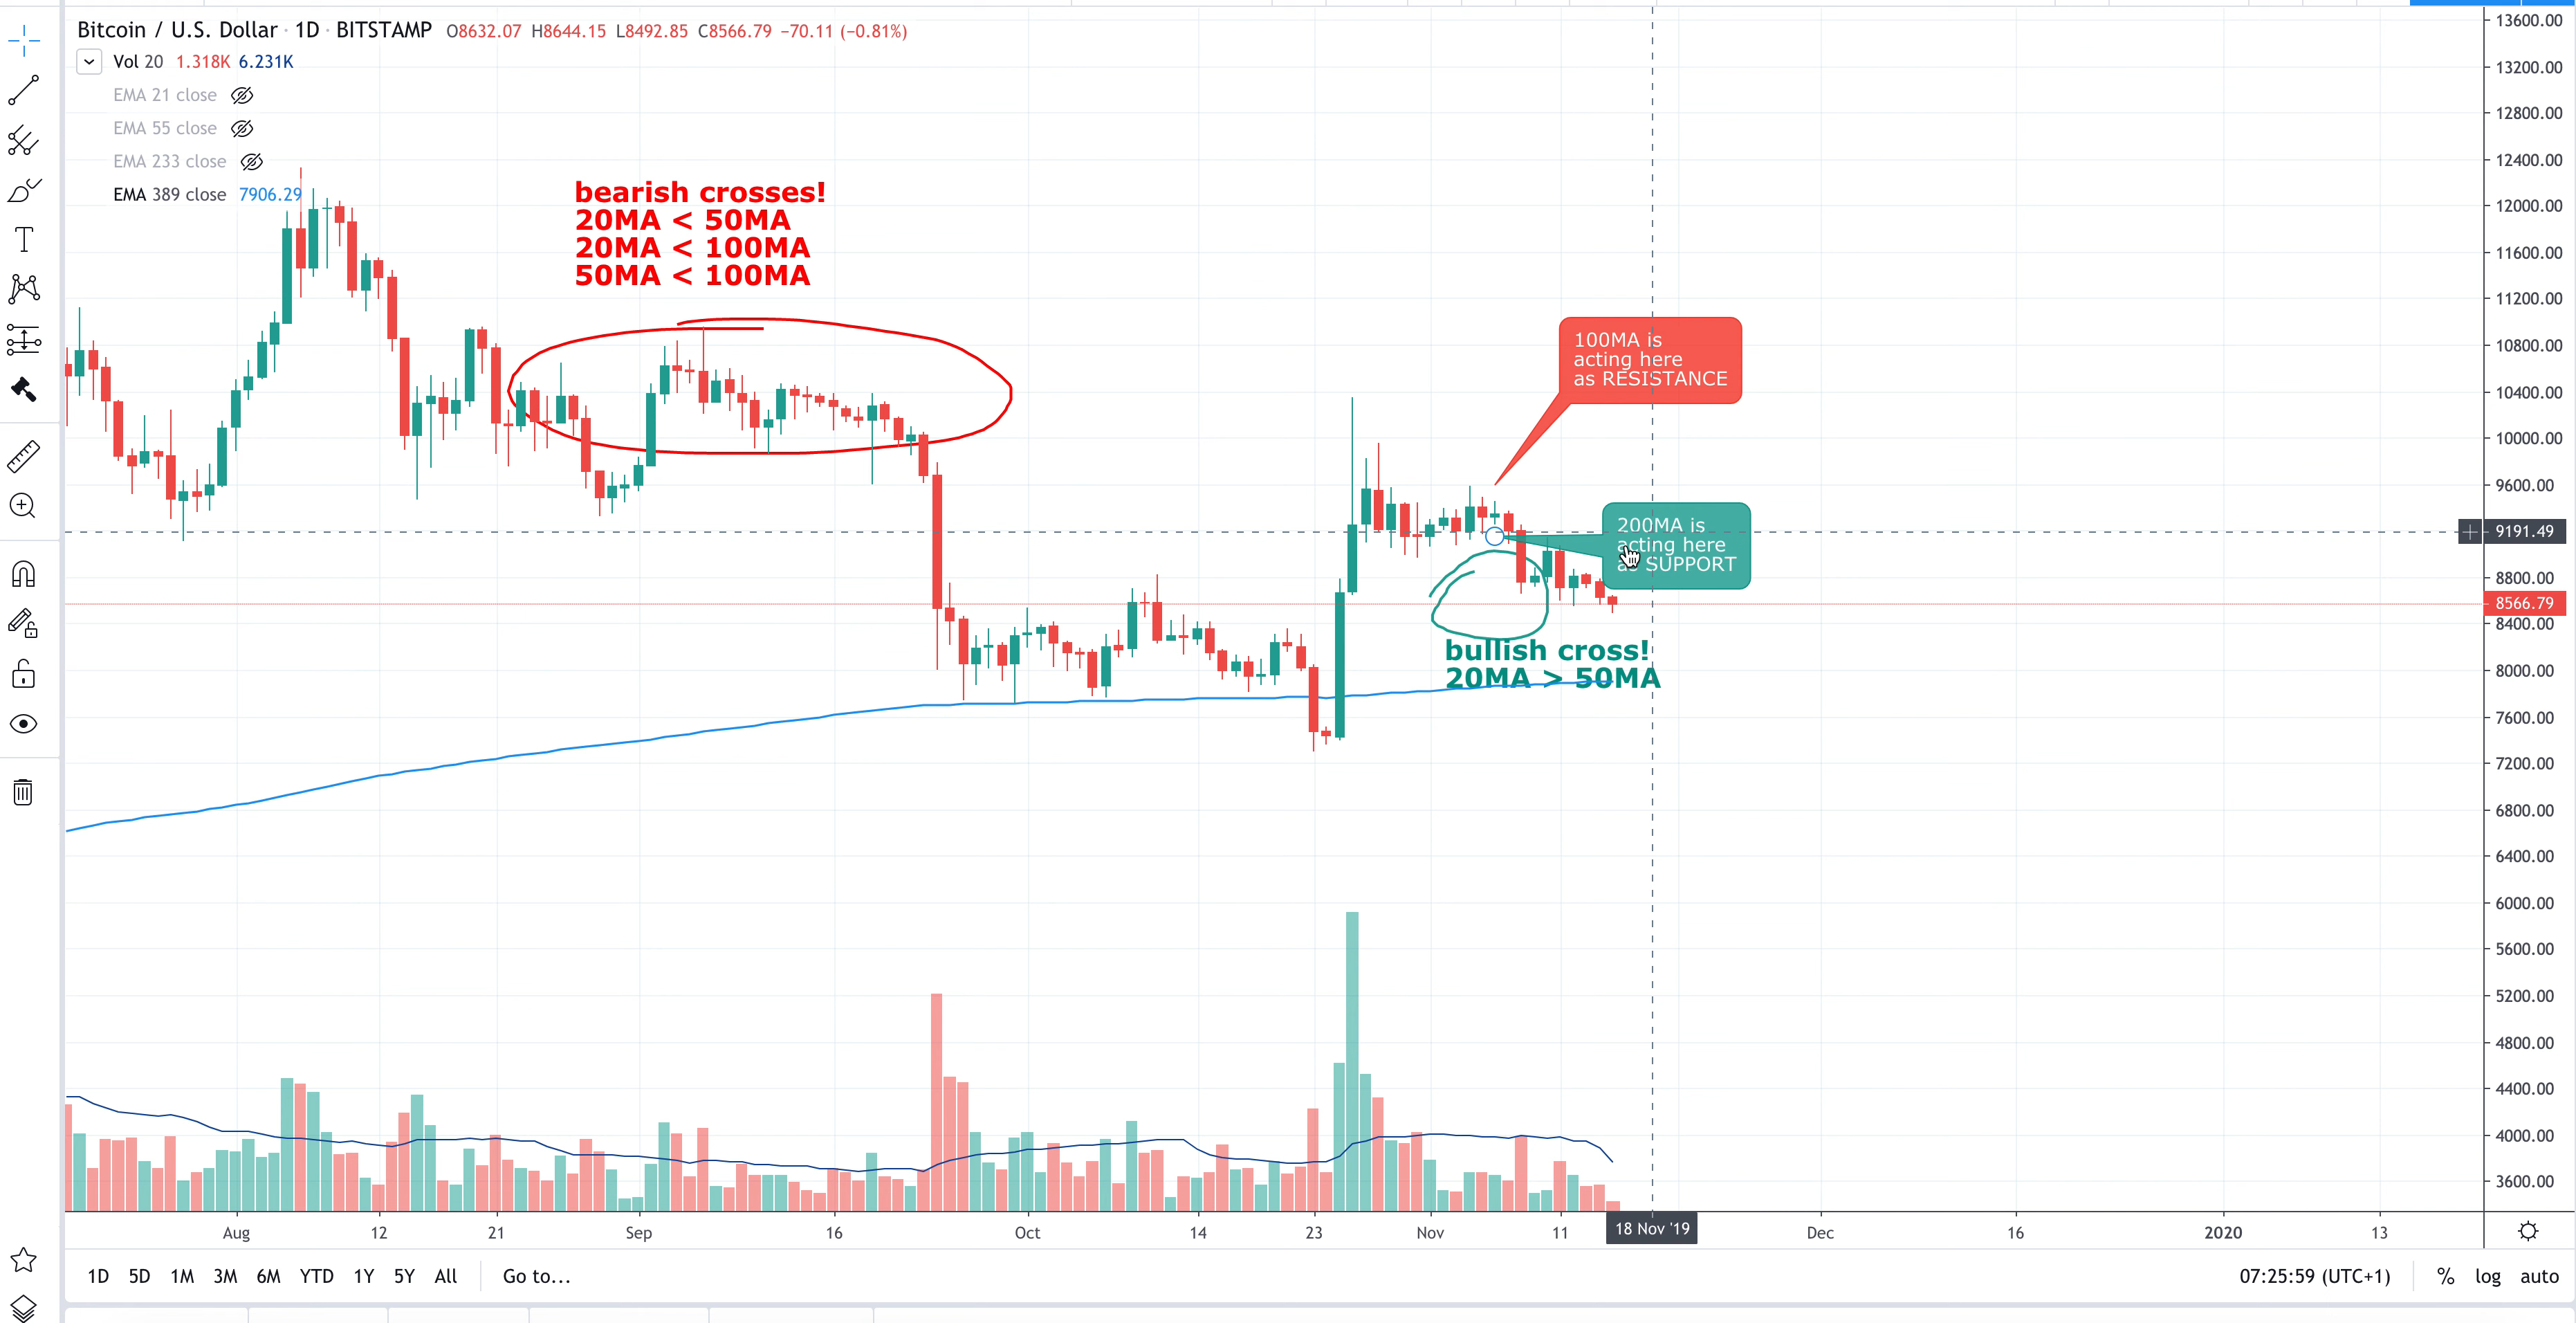 Bitcoin / U.S. Dollar · 1D · BITSTAMP O8632.07 H8644.15 L8492.85 C8566.79 −70.11 (−0.81%)
Vol 20 1.318K 6.231K
EMA 21 close
EMA 55 close
EMA 233 close
EMA 389 close 7906.29
bearish crosses!
20MA < 50MA
20MA < 100MA
50MA < 100MA
100MA is
acting here
as RESISTANCE
200MA is
acting here
as SUPPORT
bullish cross!
20MA > 50MA
13600.00
13200.00
12800.00
12400.00
12000.00
11600.00
11200.00
10800.00
10400.00
10000.00
9600.00
9191.49
8800.00
8566.79
8400.00
8000.00
7600.00
7200.00
6800.00
6400.00
6000.00
5600.00
5200.00
4800.00
4400.00
4000.00
3600.00
Aug 12 21 Sep 16 Oct 14 23 Nov 11 18 Nov '19 Dec 16 2020 13
1D 5D 1M 3M 6M YTD 1Y 5Y All Go to... 07:25:59 (UTC+1) % log auto